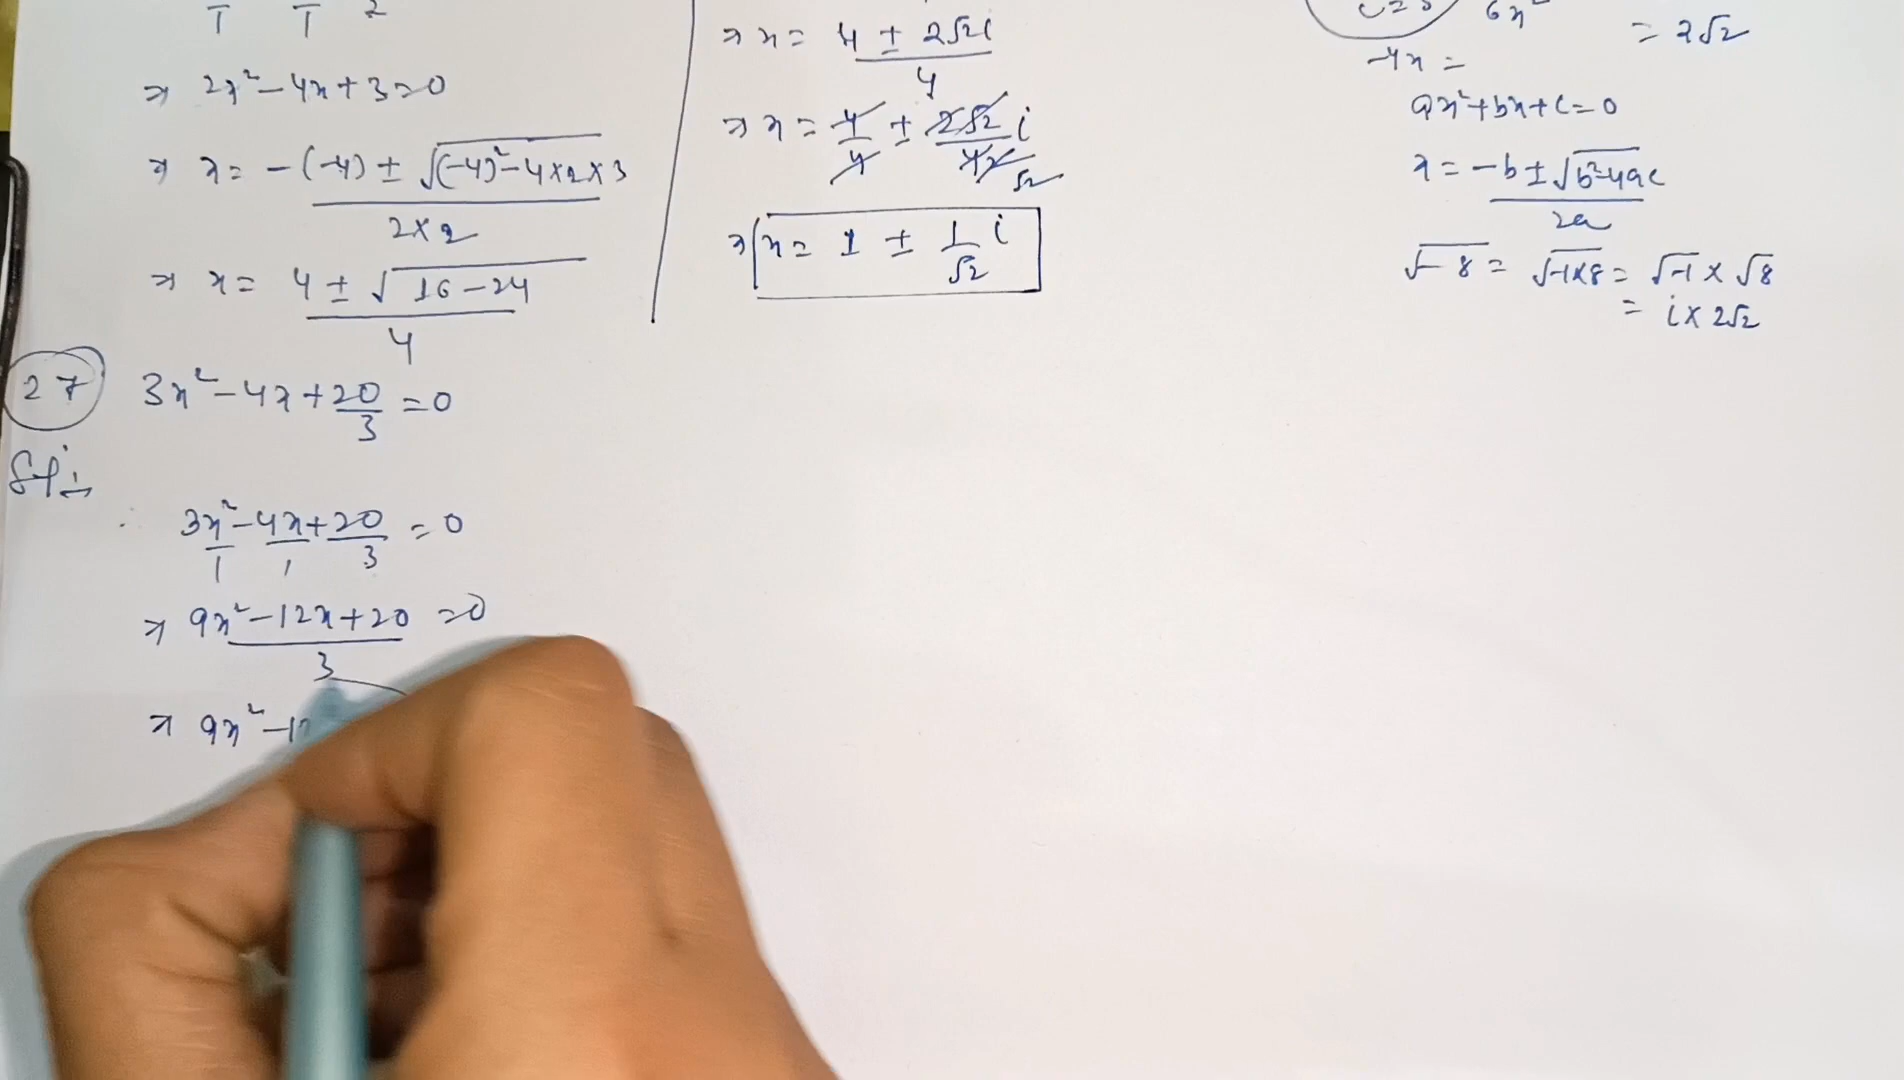 T T 2
⇒ 2x²-4x+3=0
⇒ x= -(-4) ± √(-4)²-4×2×3
2×2
⇒ x= 4 ± √16-24
4
⇒ x= 4 ± 2√2i
4
⇒ x= 4/4 ± 2√2/4 i
√2
⇒ x= 1 ± 1/√2 i
= 2√2
-4x =
ax²+bx+c=0
x= -b±√b²-4ac
2a
√-8 = √-1×8 = √-1 × √8
= i×2√2
27 3x²-4x+20/3=0
3x²/1-4x/1+20/3=0
⇒ 9x²-12x+20 =0
3
⇒ 9x²-1